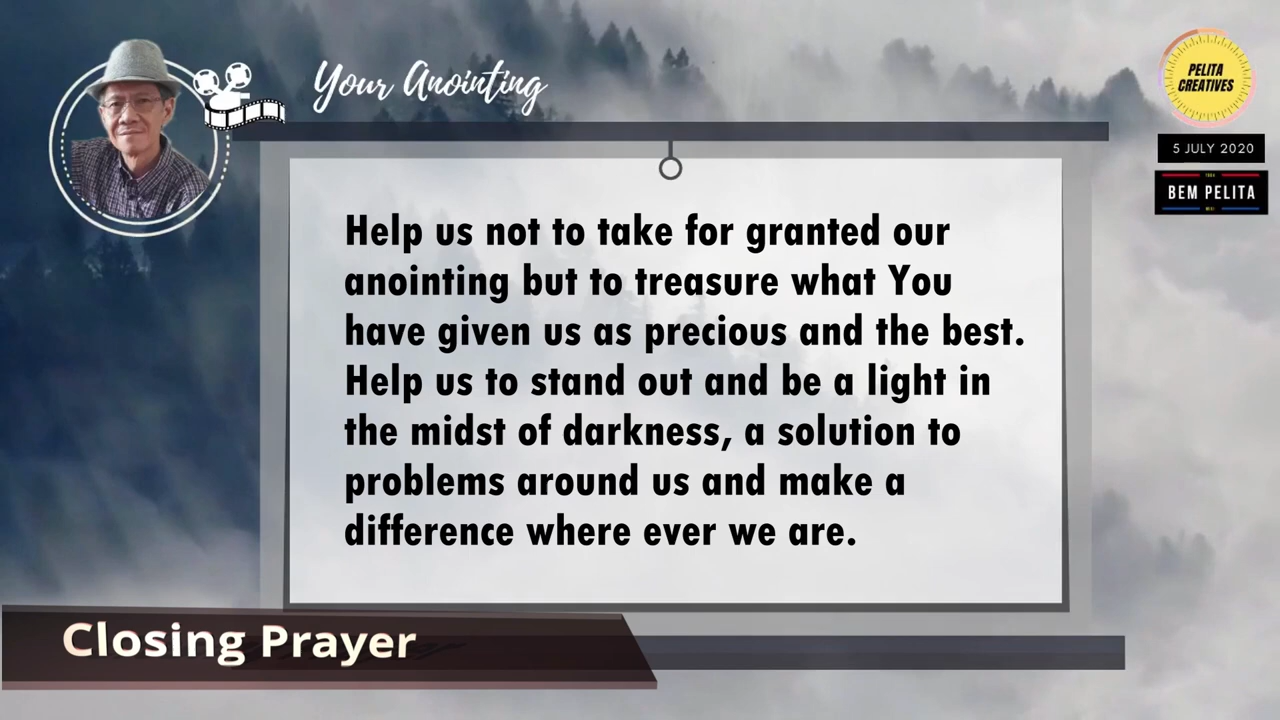 Your Anointing
PELITA
CREATIVES
5 JULY 2020
BEM PELITA
Help us not to take for granted our
anointing but to treasure what You
have given us as precious and the best.
Help us to stand out and be a light in
the midst of darkness, a solution to
problems around us and make a
difference where ever we are.
Closing Prayer